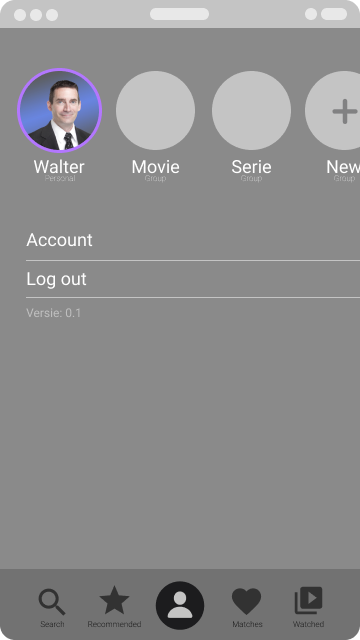 Walter Movie Serie New
Personal Group Group Group
Account
Log out
Versie: 0.1
Search Recommended Matches Watched